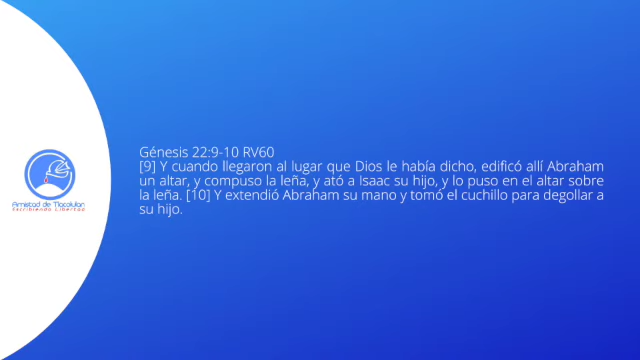 Génesis 22:9-10 RV60
[9] Y cuando llegaron al lugar que Dios le había dicho, edificó allí Abraham
un altar, y compuso la leña, y ató a Isaac su hijo, y lo puso en el altar sobre
la leña. [10] Y extendió Abraham su mano y tomó el cuchillo para degollar a
su hijo.
Amistad de Tlacolulan
Escribiendo Libertad